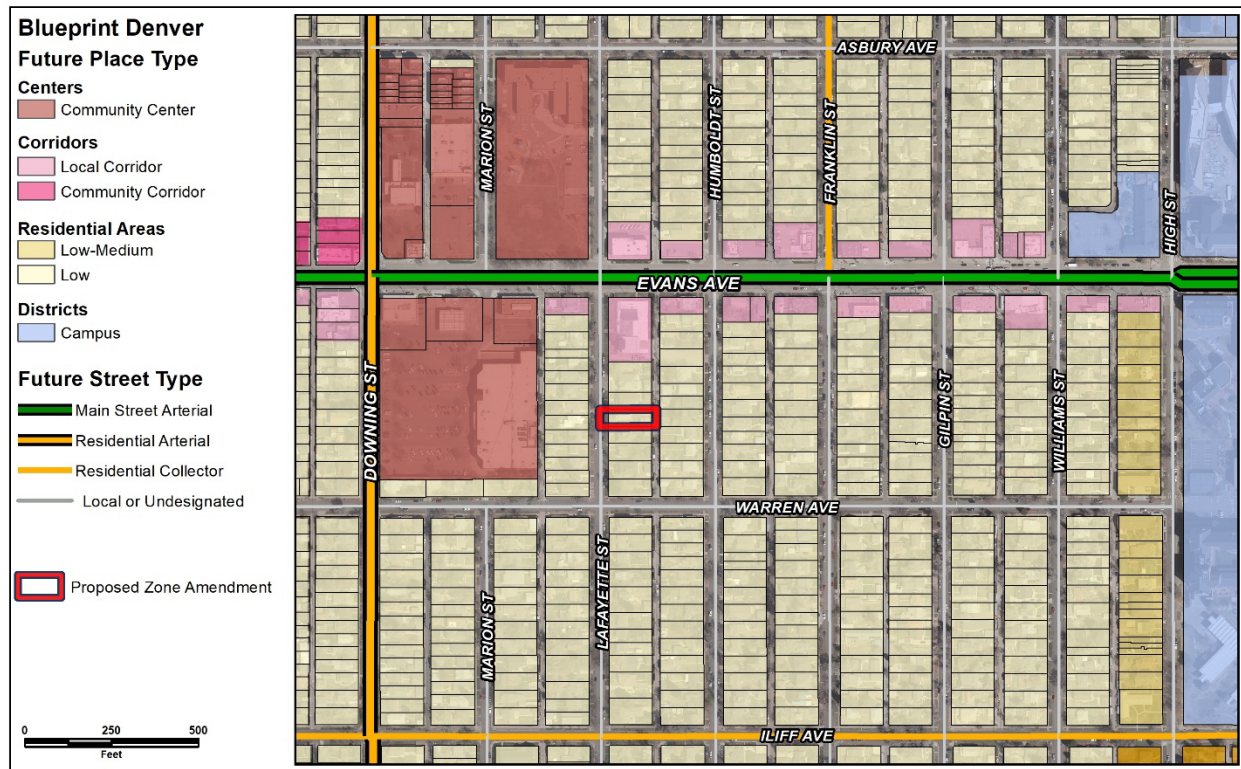 Blueprint Denver
Future Place Type
Centers
Community Center
Corridors
Local Corridor
Community Corridor
Residential Areas
Low-Medium
Low
Districts
Campus
Future Street Type
Main Street Arterial
Residential Arterial
Residential Collector
Local or Undesignated
Proposed Zone Amendment
0 250 500
Feet
ASBURY AVE
MARION ST
HUMBOLDT ST
FRANKLIN ST
HIGH ST
EVANS AVE
DOWNING ST
GILPIN ST
WILLIAMS ST
WARREN AVE
MARION ST
LAFAYETTE ST
ILIFF AVE